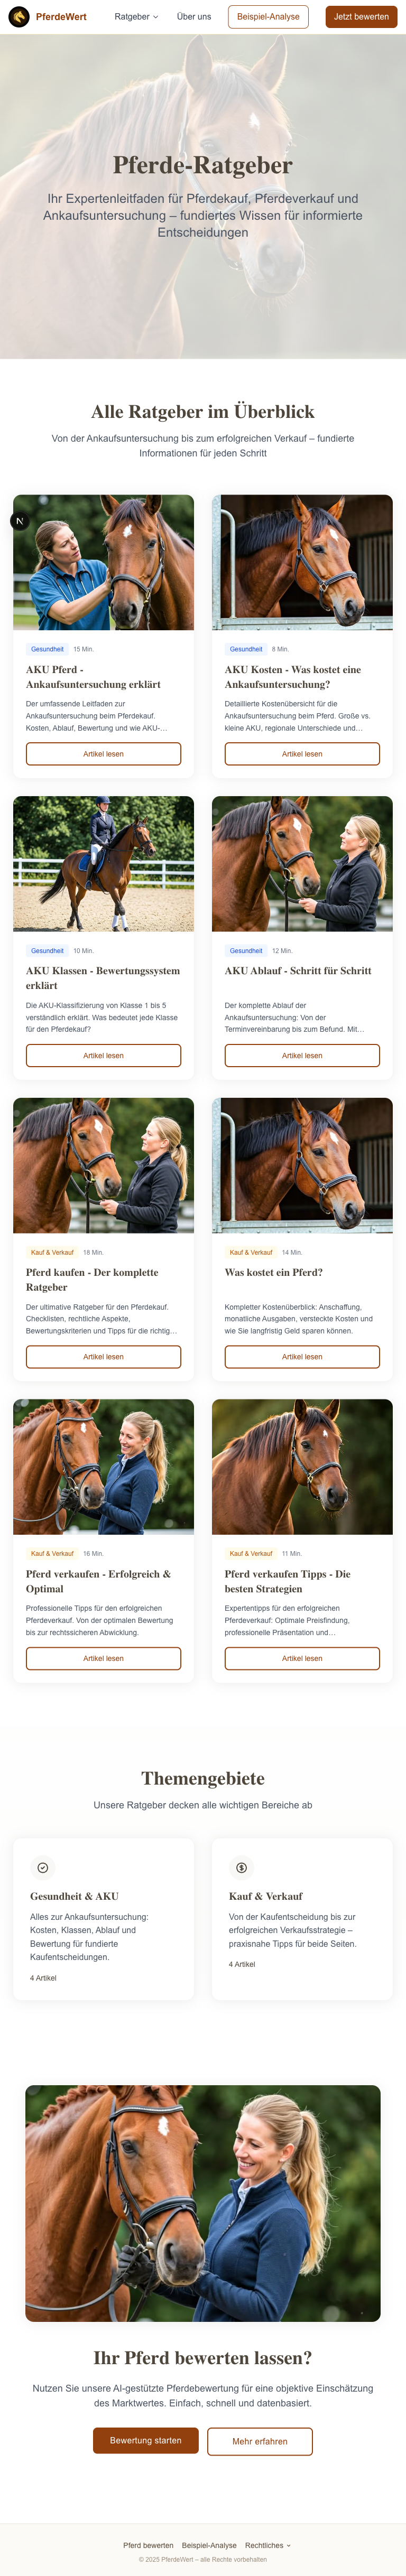 PferdeWert
Ratgeber
Über uns
Beispiel-Analyse
Jetzt bewerten
Pferde-Ratgeber
Ihr Expertenleitfaden für Pferdekauf, Pferdeverkauf und
Ankaufsuntersuchung – fundiertes Wissen für informierte
Entscheidungen
Alle Ratgeber im Überblick
Von der Ankaufsuntersuchung bis zum erfolgreichen Verkauf – fundierte
Informationen für jeden Schritt
N
Gesundheit 15 Min.
AKU Pferd -
Ankaufsuntersuchung erklärt
Der umfassende Leitfaden zur
Ankaufsuntersuchung beim Pferdekauf.
Kosten, Ablauf, Bewertung und wie AKU-…
Artikel lesen
Gesundheit 8 Min.
AKU Kosten - Was kostet eine
Ankaufsuntersuchung?
Detaillierte Kostenübersicht für die
Ankaufsuntersuchung beim Pferd. Große vs.
kleine AKU, regionale Unterschiede und…
Artikel lesen
Gesundheit 10 Min.
AKU Klassen - Bewertungssystem
erklärt
Die AKU-Klassifizierung von Klasse 1 bis 5
verständlich erklärt. Was bedeutet jede Klasse
für den Pferdekauf?
Artikel lesen
Gesundheit 12 Min.
AKU Ablauf - Schritt für Schritt
Der komplette Ablauf der
Ankaufsuntersuchung: Von der
Terminvereinbarung bis zum Befund. Mit…
Artikel lesen
Kauf & Verkauf 18 Min.
Pferd kaufen - Der komplette
Ratgeber
Der ultimative Ratgeber für den Pferdekauf.
Checklisten, rechtliche Aspekte,
Bewertungskriterien und Tipps für die richtig…
Artikel lesen
Kauf & Verkauf 14 Min.
Was kostet ein Pferd?
Kompletter Kostenüberblick: Anschaffung,
monatliche Ausgaben, versteckte Kosten und
wie Sie langfristig Geld sparen können.
Artikel lesen
Kauf & Verkauf 16 Min.
Pferd verkaufen - Erfolgreich &
Optimal
Professionelle Tipps für den erfolgreichen
Pferdeverkauf. Von der optimalen Bewertung
bis zur rechtssicheren Abwicklung.
Artikel lesen
Kauf & Verkauf 11 Min.
Pferd verkaufen Tipps - Die
besten Strategien
Expertentipps für den erfolgreichen
Pferdeverkauf: Optimale Preisfindung,
professionelle Präsentation und…
Artikel lesen
Themengebiete
Unsere Ratgeber decken alle wichtigen Bereiche ab
Gesundheit & AKU
Alles zur Ankaufsuntersuchung:
Kosten, Klassen, Ablauf und
Bewertung für fundierte
Kaufentscheidungen.
4 Artikel
Kauf & Verkauf
Von der Kaufentscheidung bis zur
erfolgreichen Verkaufsstrategie –
praxisnahe Tipps für beide Seiten.
4 Artikel
Ihr Pferd bewerten lassen?
Nutzen Sie unsere AI-gestützte Pferdebewertung für eine objektive Einschätzung
des Marktwertes. Einfach, schnell und datenbasiert.
Bewertung starten
Mehr erfahren
Pferd bewerten Beispiel-Analyse Rechtliches
© 2025 PferdeWert – alle Rechte vorbehalten